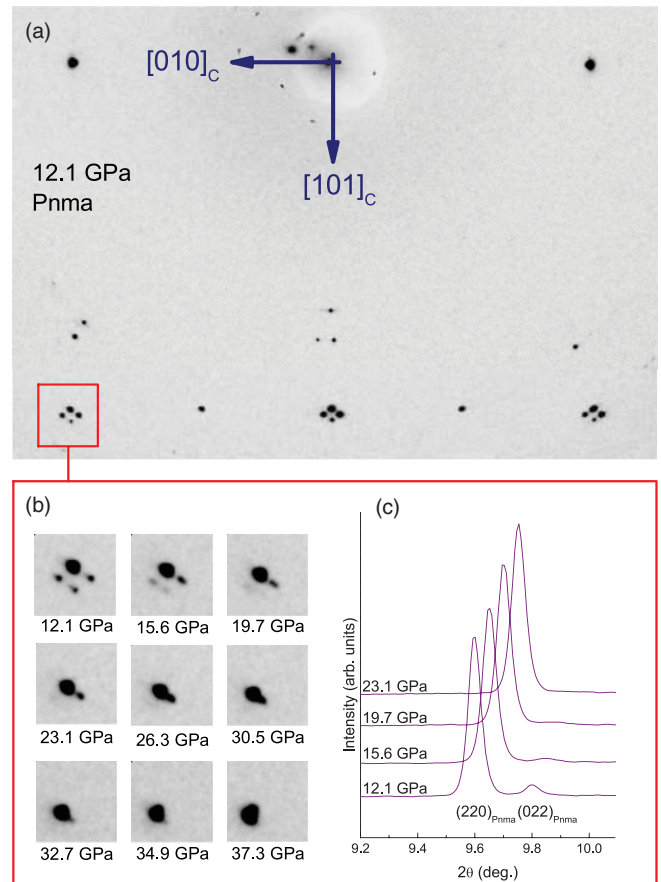 (a)
[010]C
[101]C
12.1 GPa
Pnma
(b)
12.1 GPa 15.6 GPa 19.7 GPa
23.1 GPa 26.3 GPa 30.5 GPa
32.7 GPa 34.9 GPa 37.3 GPa
(c)
Intensity (arb. units)
23.1 GPa
19.7 GPa
15.6 GPa
12.1 GPa
(220)Pnma (022)Pnma
9.2 9.4 9.6 9.8 10.0
2θ (deg.)